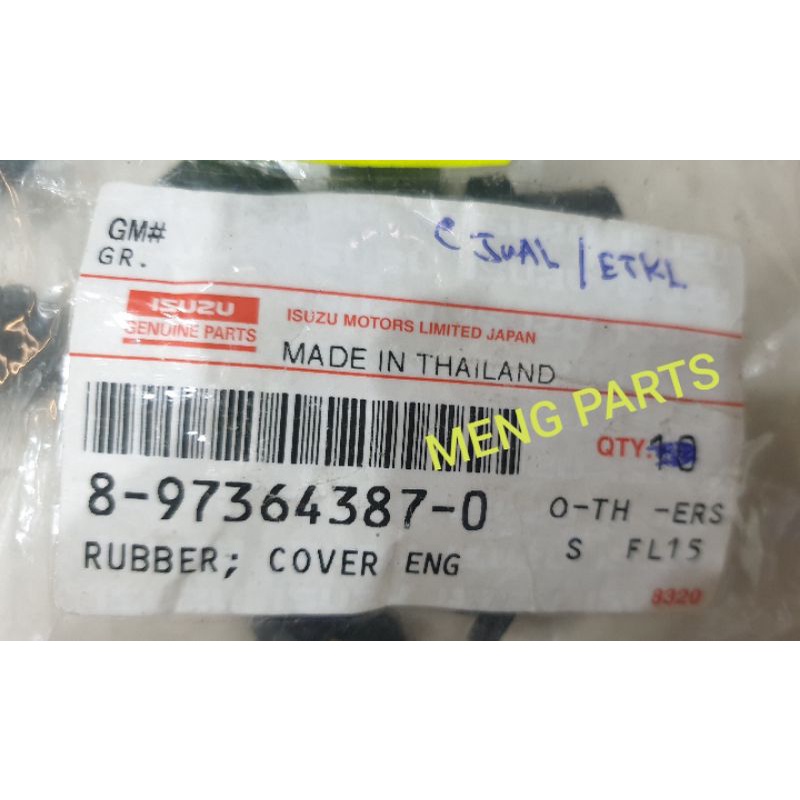 GM#
GR.
C JUAL / ETKL
ISUZU
GENUINE PARTS
ISUZU MOTORS LIMITED JAPAN
MADE IN THAILAND
MENG PARTS
QTY:
8-97364387-0
O-TH -ERS
RUBBER; COVER ENG
S FL15
8320